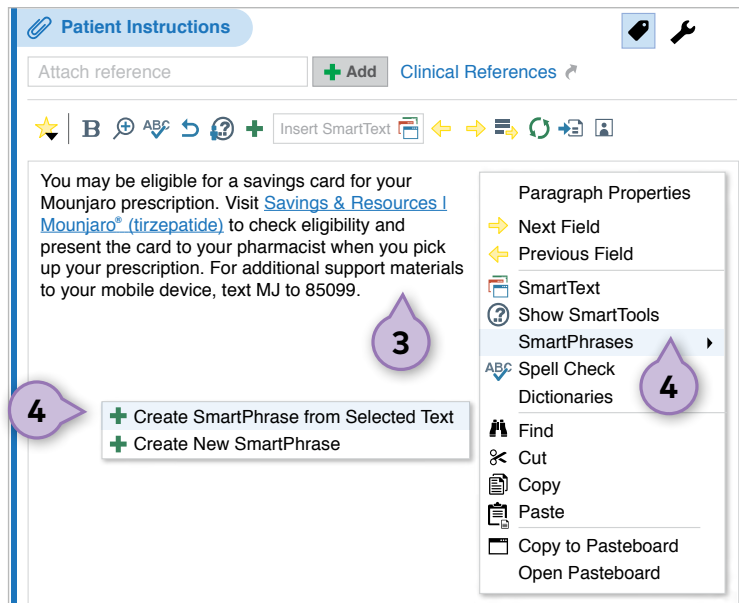 Patient Instructions
Attach reference
Add
Clinical References
B
ABC
Insert SmartText
You may be eligible for a savings card for your
Mounjaro prescription. Visit Savings & Resources |
Mounjaro® (tirzepatide) to check eligibility and
present the card to your pharmacist when you pick
up your prescription. For additional support materials
to your mobile device, text MJ to 85099.
3
Paragraph Properties
Next Field
Previous Field
SmartText
Show SmartTools
SmartPhrases
ABC Spell Check
Dictionaries
4
Find
Cut
Copy
Paste
Copy to Pasteboard
Open Pasteboard
4
Create SmartPhrase from Selected Text
Create New SmartPhrase